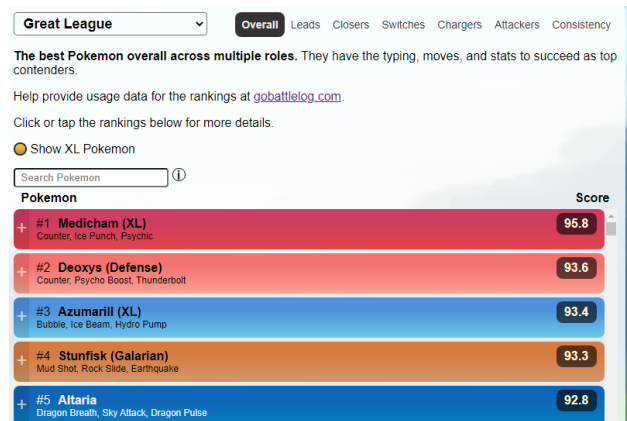 Great League
Overall Leads Closers Switches Chargers Attackers Consistency
The best Pokemon overall across multiple roles. They have the typing, moves, and stats to succeed as top
contenders.
Help provide usage data for the rankings at gobattlelog.com.
Click or tap the rankings below for more details.
Show XL Pokemon
Search Pokemon i
Pokemon Score
+ #1 Medicham (XL) 95.8
Counter, Ice Punch, Psychic
+ #2 Deoxys (Defense) 93.6
Counter, Psycho Boost, Thunderbolt
+ #3 Azumarill (XL) 93.4
Bubble, Ice Beam, Hydro Pump
+ #4 Stunfisk (Galarian) 93.3
Mud Shot, Rock Slide, Earthquake
+ #5 Altaria 92.8
Dragon Breath, Sky Attack, Dragon Pulse